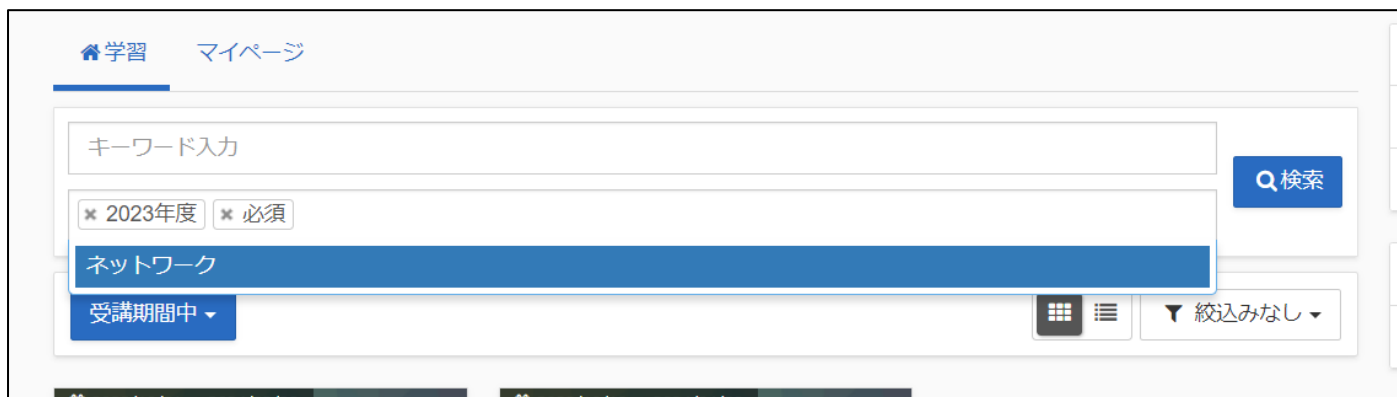 学習 マイページ
キーワード入力
検索
× 2023年度 × 必須
ネットワーク
受講期間中 絞込みなし